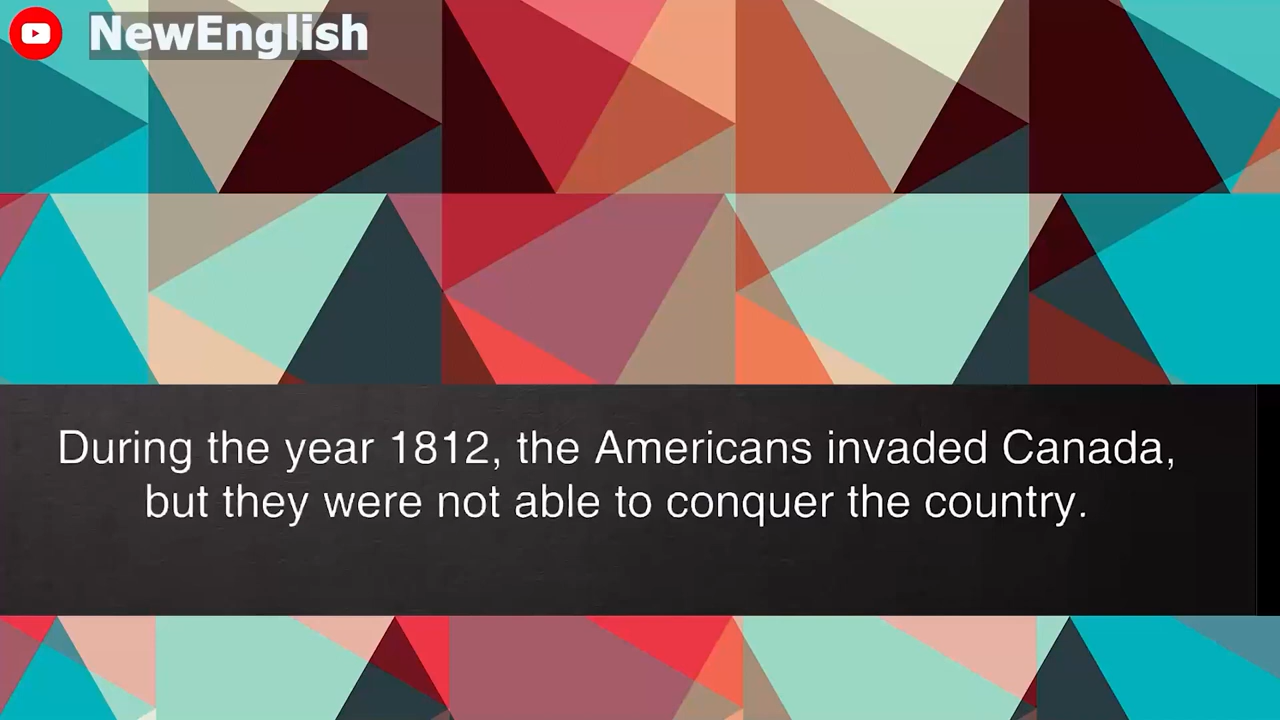 NewEnglish
During the year 1812, the Americans invaded Canada,
but they were not able to conquer the country.